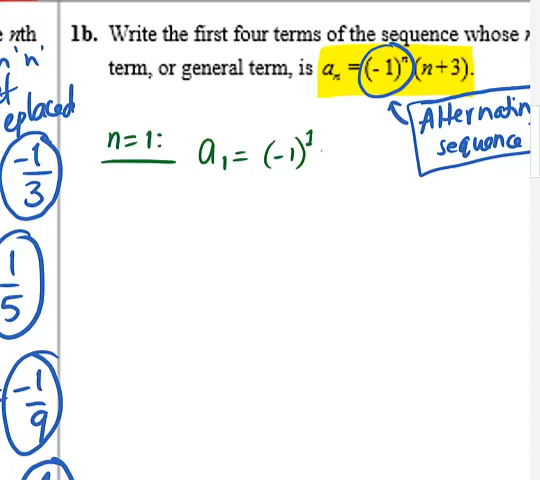 e nth
'n'
f
eplaced
-1/3
1/5
-1/9
1b. Write the first four terms of the sequence whose
term, or general term, is aₙ = (-1)ⁿ (n+3).
Alternatin
sequence
n=1: a₁ = (-1)¹